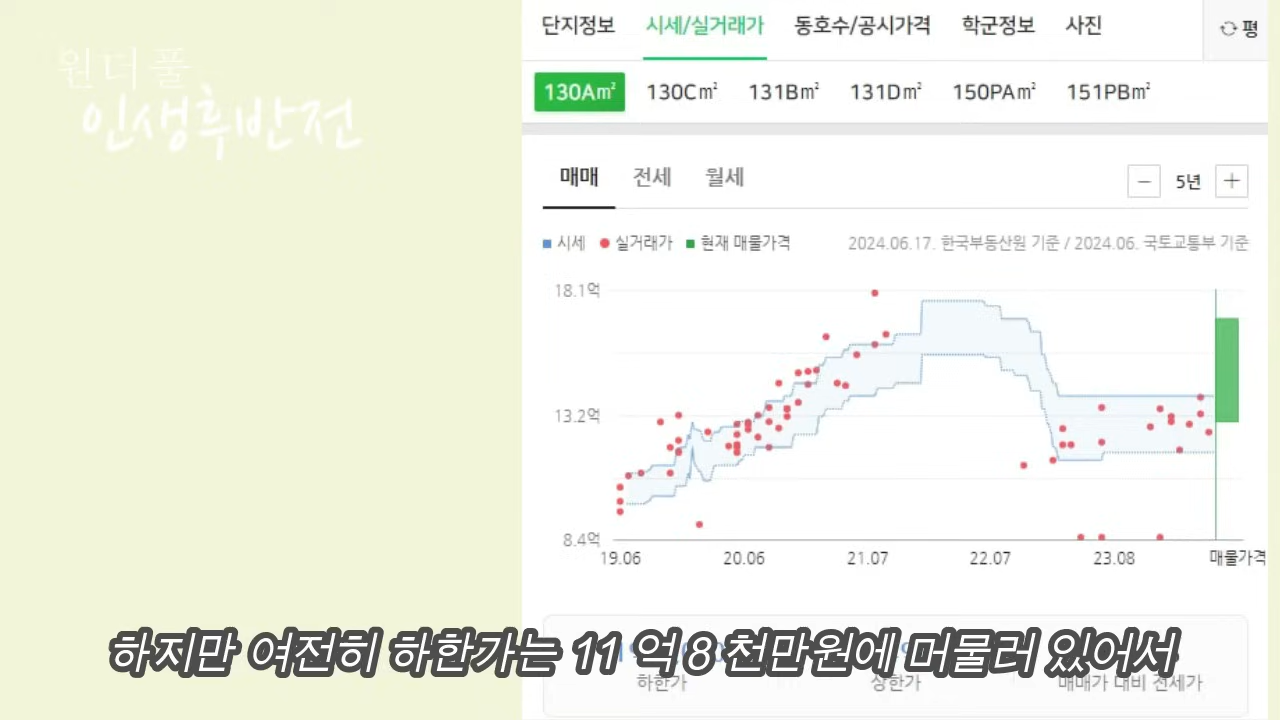 원더풀
인생후반전
단지정보 시세/실거래가 동호수/공시가격 학군정보 사진 평
130A㎡ 130C㎡ 131B㎡ 131D㎡ 150PA㎡ 151PB㎡
매매 전세 월세 5년
시세 실거래가 현재 매물가격 2024.06.17. 한국부동산원 기준 / 2024.06. 국토교통부 기준
18.1억
13.2억
8.4억
19.06 20.06 21.07 22.07 23.08 매물가격
하지만 여전히 하한가는 11 억 8 천만원에 머물러 있어서
하한가 상한가 매매가 대비 전세가